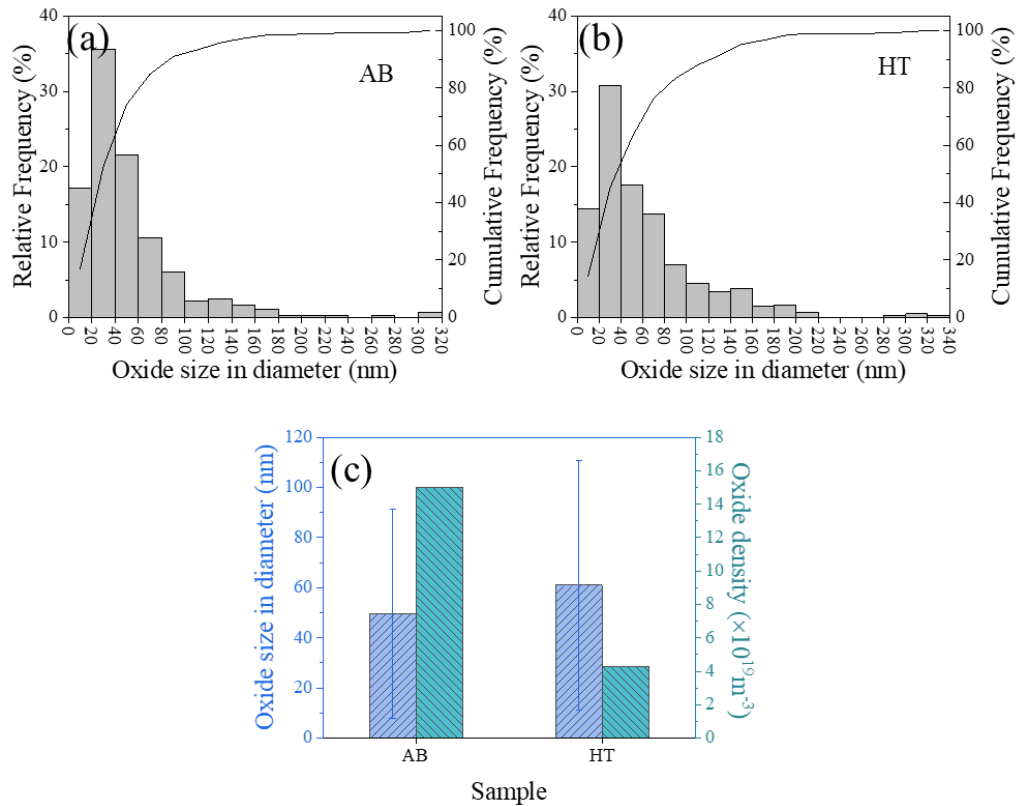 (a)
AB
Relative Frequency (%)
40
30
20
10
0
Cumulative Frequency (%)
100
80
60
40
20
0
0 20 40 60 80 100 120 140 160 180 200 220 240 260 280 300 320
Oxide size in diameter (nm)
(b)
HT
Relative Frequency (%)
40
30
20
10
0
Cumulative Frequency (%)
100
80
60
40
20
0
0 20 40 60 80 100 120 140 160 180 200 220 240 260 280 300 320 340
Oxide size in diameter (nm)
(c)
Oxide size in diameter (nm)
120
100
80
60
40
20
0
Oxide density (×10¹⁹m⁻³)
18
16
14
12
10
8
6
4
2
0
AB HT
Sample